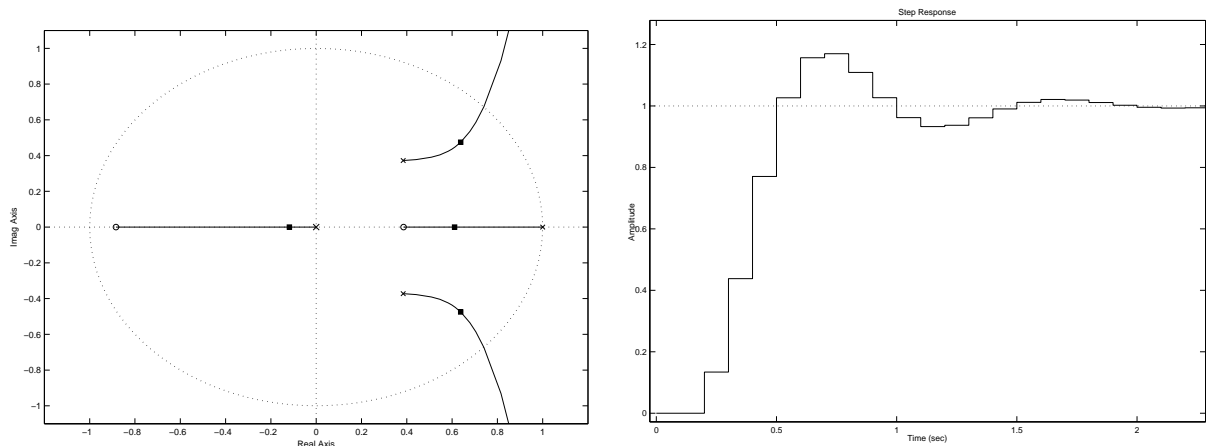 1
0.8
0.6
0.4
0.2
0
−0.2
−0.4
−0.6
−0.8
−1
Imag Axis
−1 −0.8 −0.6 −0.4 −0.2 0 0.2 0.4 0.6 0.8 1
Real Axis
Step Response
1.2
1
0.8
0.6
0.4
0.2
0
Amplitude
0 0.5 1 1.5 2
Time (sec)